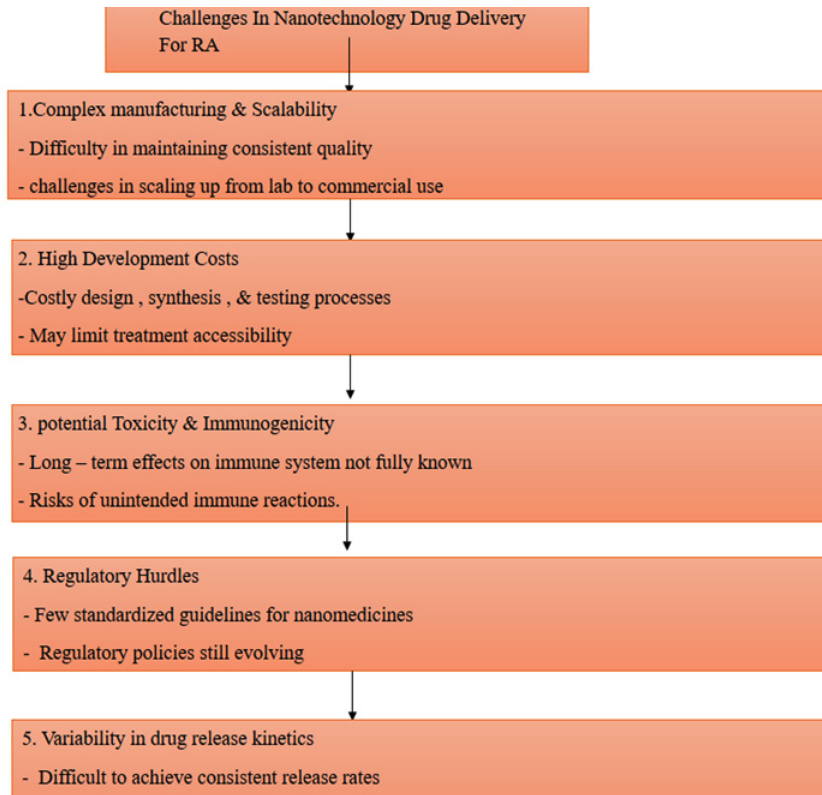 Challenges In Nanotechnology Drug Delivery
For RA
1.Complex manufacturing & Scalability
- Difficulty in maintaining consistent quality
- challenges in scaling up from lab to commercial use
2. High Development Costs
-Costly design , synthesis , & testing processes
- May limit treatment accessibility
3. potential Toxicity & Immunogenicity
- Long – term effects on immune system not fully known
- Risks of unintended immune reactions.
4. Regulatory Hurdles
- Few standardized guidelines for nanomedicines
- Regulatory policies still evolving
5. Variability in drug release kinetics
- Difficult to achieve consistent release rates